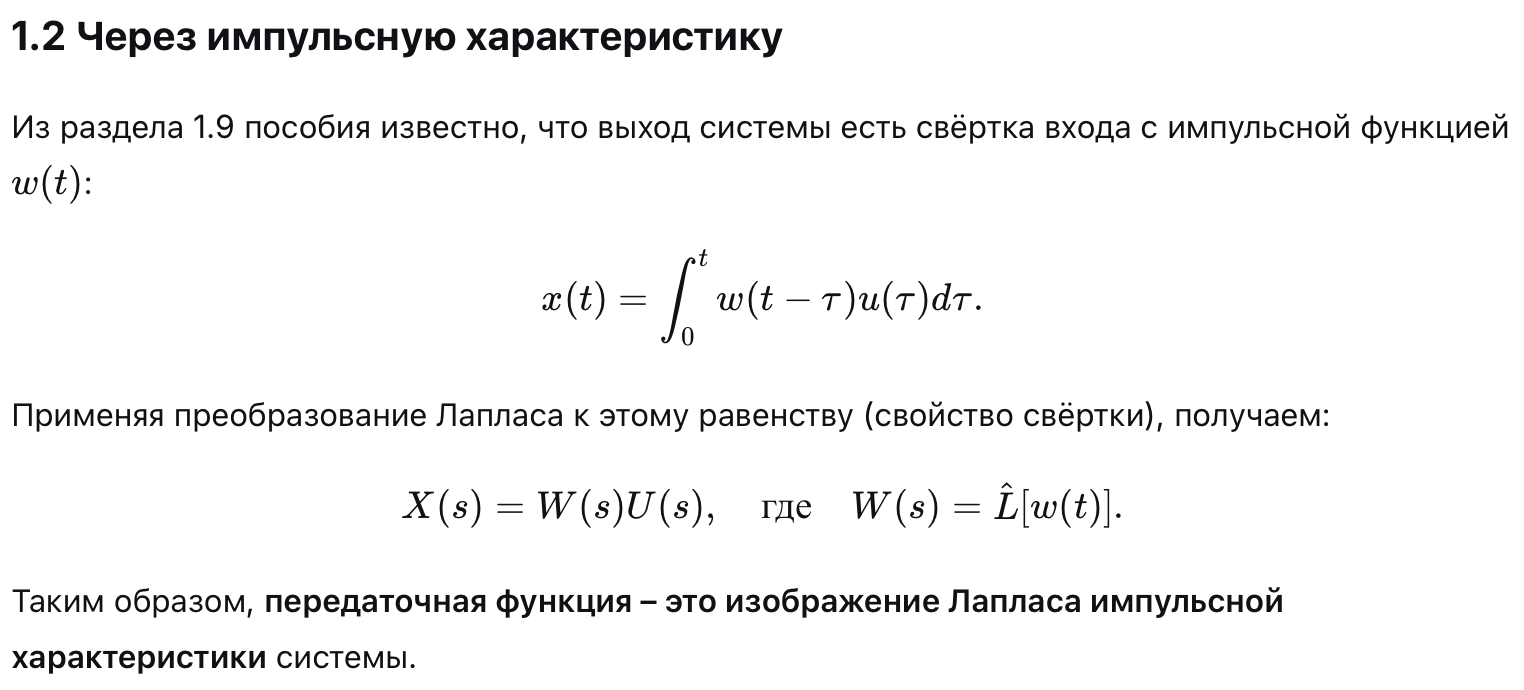 1.2 Через импульсную характеристику
Из раздела 1.9 пособия известно, что выход системы есть свёртка входа с импульсной функцией
w(t):
x(t) = ∫₀ᵗ w(t − τ)u(τ)dτ.
Применяя преобразование Лапласа к этому равенству (свойство свёртки), получаем:
X(s) = W(s)U(s), где W(s) = L̂[w(t)].
Таким образом, передаточная функция – это изображение Лапласа импульсной
характеристики системы.